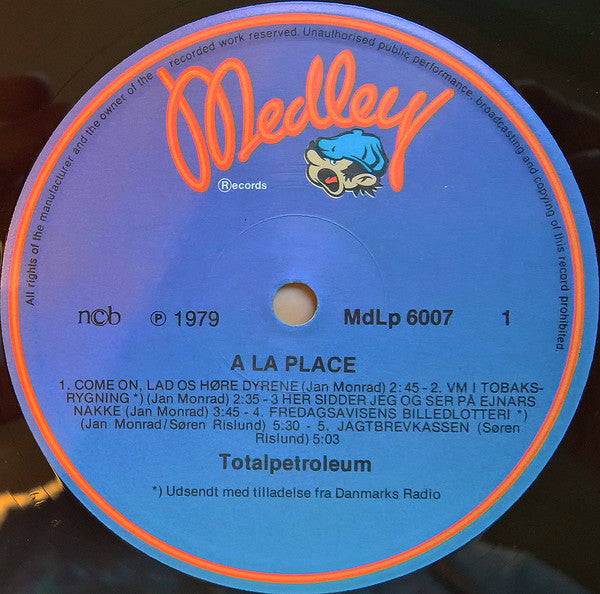 All rights of the manufacturer and the owner of the recorded work reserved. Unauthorised public performance, broadcasting and copying of this record prohibited.
Medley
Ⓡecords
ncb
Ⓟ 1979
MdLp 6007
1
A LA PLACE
1. COME ON, LAD OS HØRE DYRENE (Jan Monrad) 2:45 - 2. VM I TOBAKS-
RYGNING *) (Jan Monrad) 2:35 - 3 HER SIDDER JEG OG SER PÅ EJNARS
NAKKE (Jan Monrad) 3:45 - 4. FREDAGSAVISENS BILLEDLOTTERI *)
(Jan Monrad/Søren Rislund) 5:30 - 5. JAGTBREVKASSEN (Søren
Rislund) 5:03
Totalpetroleum
*) Udsendt med tilladelse fra Danmarks Radio